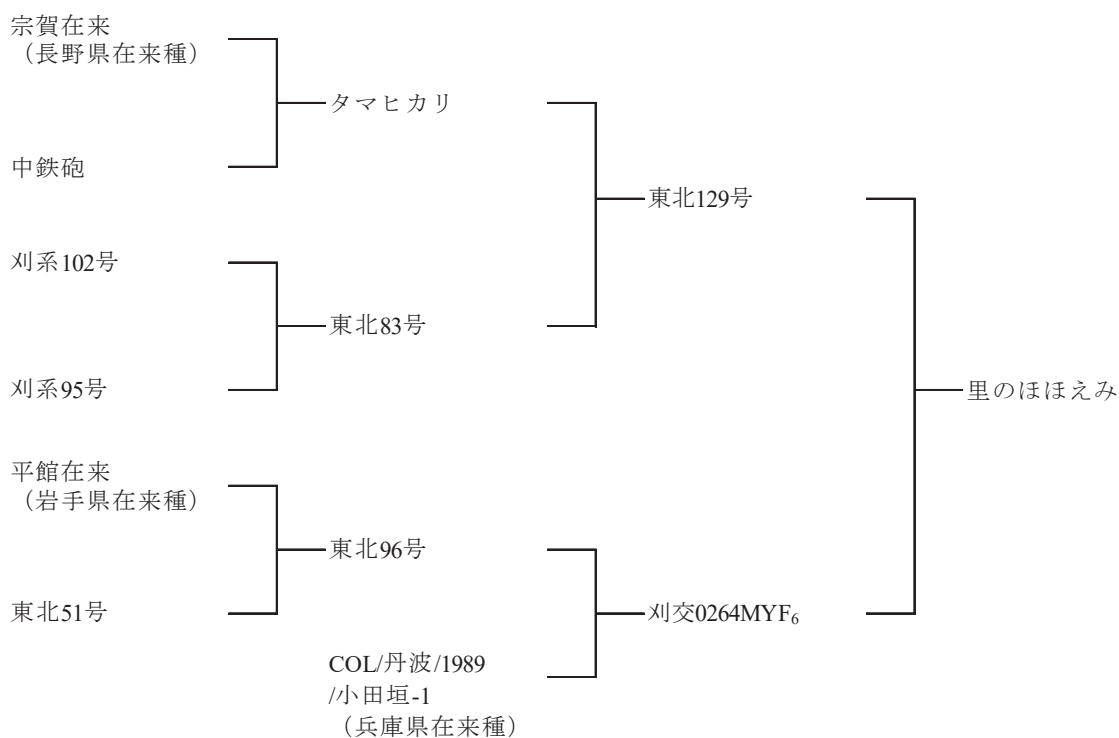 宗賀在来
（長野県在来種）
タマヒカリ
中鉄砲
東北129号
刈系102号
東北83号
刈系95号
里のほほえみ
平館在来
（岩手県在来種）
東北96号
東北51号
刈交0264MYF₆
COL/丹波/1989
/小田垣-1
（兵庫県在来種）